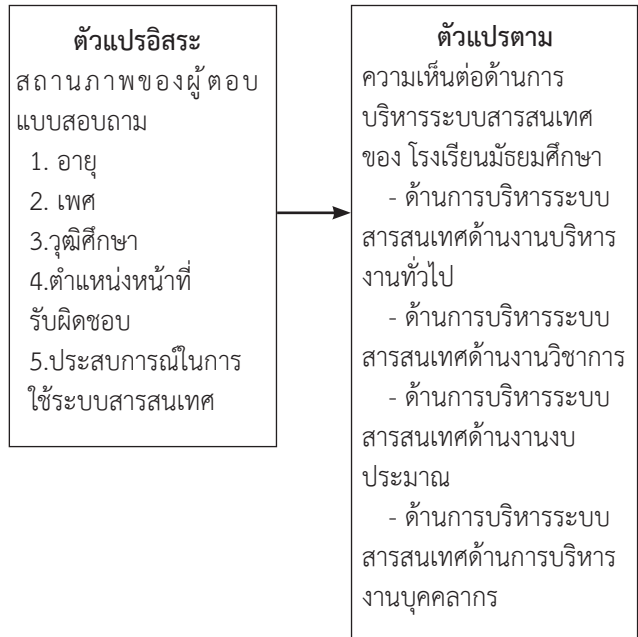 ตัวแปรอิสระ
สถานภาพของผู้ตอบ
แบบสอบถาม
1. อายุ
2. เพศ
3.วุฒิศึกษา
4.ตำแหน่งหน้าที่
รับผิดชอบ
5.ประสบการณ์ในการ
ใช้ระบบสารสนเทศ
ตัวแปรตาม
ความเห็นต่อด้านการ
บริหารระบบสารสนเทศ
ของ โรงเรียนมัธยมศึกษา
- ด้านการบริหารระบบ
สารสนเทศด้านงานบริหาร
งานทั่วไป
- ด้านการบริหารระบบ
สารสนเทศด้านงานวิชาการ
- ด้านการบริหารระบบ
สารสนเทศด้านงานงบ
ประมาณ
- ด้านการบริหารระบบ
สารสนเทศด้านการบริหาร
งานบุคคลากร